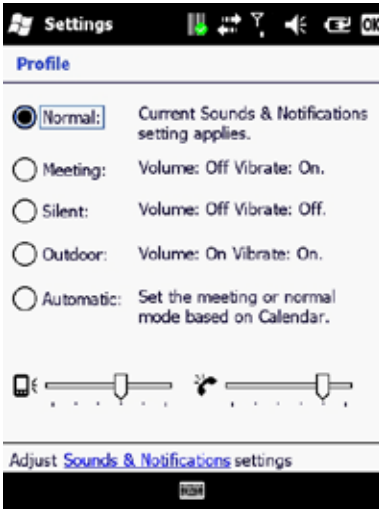 Settings
OK
Profile
Normal: Current Sounds & Notifications
setting applies.
Meeting: Volume: Off Vibrate: On.
Silent: Volume: Off Vibrate: Off.
Outdoor: Volume: On Vibrate: On.
Automatic: Set the meeting or normal
mode based on Calendar.
Adjust Sounds & Notifications settings